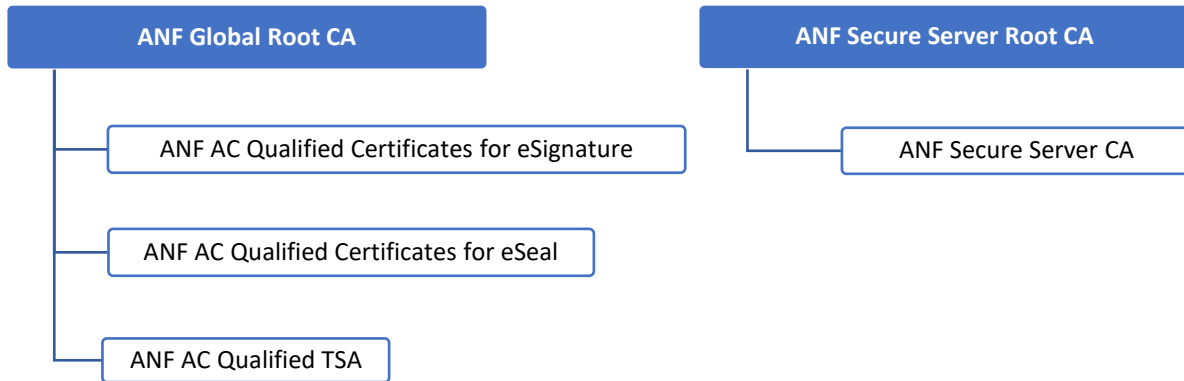 ANF Global Root CA
ANF AC Qualified Certificates for eSignature
ANF AC Qualified Certificates for eSeal
ANF AC Qualified TSA
ANF Secure Server Root CA
ANF Secure Server CA